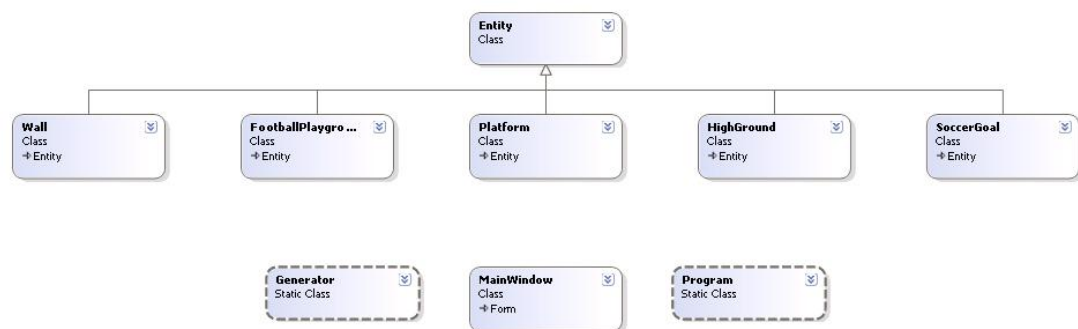 Entity
Class
Wall
Class
Entity
FootballPlaygro ...
Class
Entity
Platform
Class
Entity
HighGround
Class
Entity
SoccerGoal
Class
Entity
Generator
Static Class
MainWindow
Class
Form
Program
Static Class